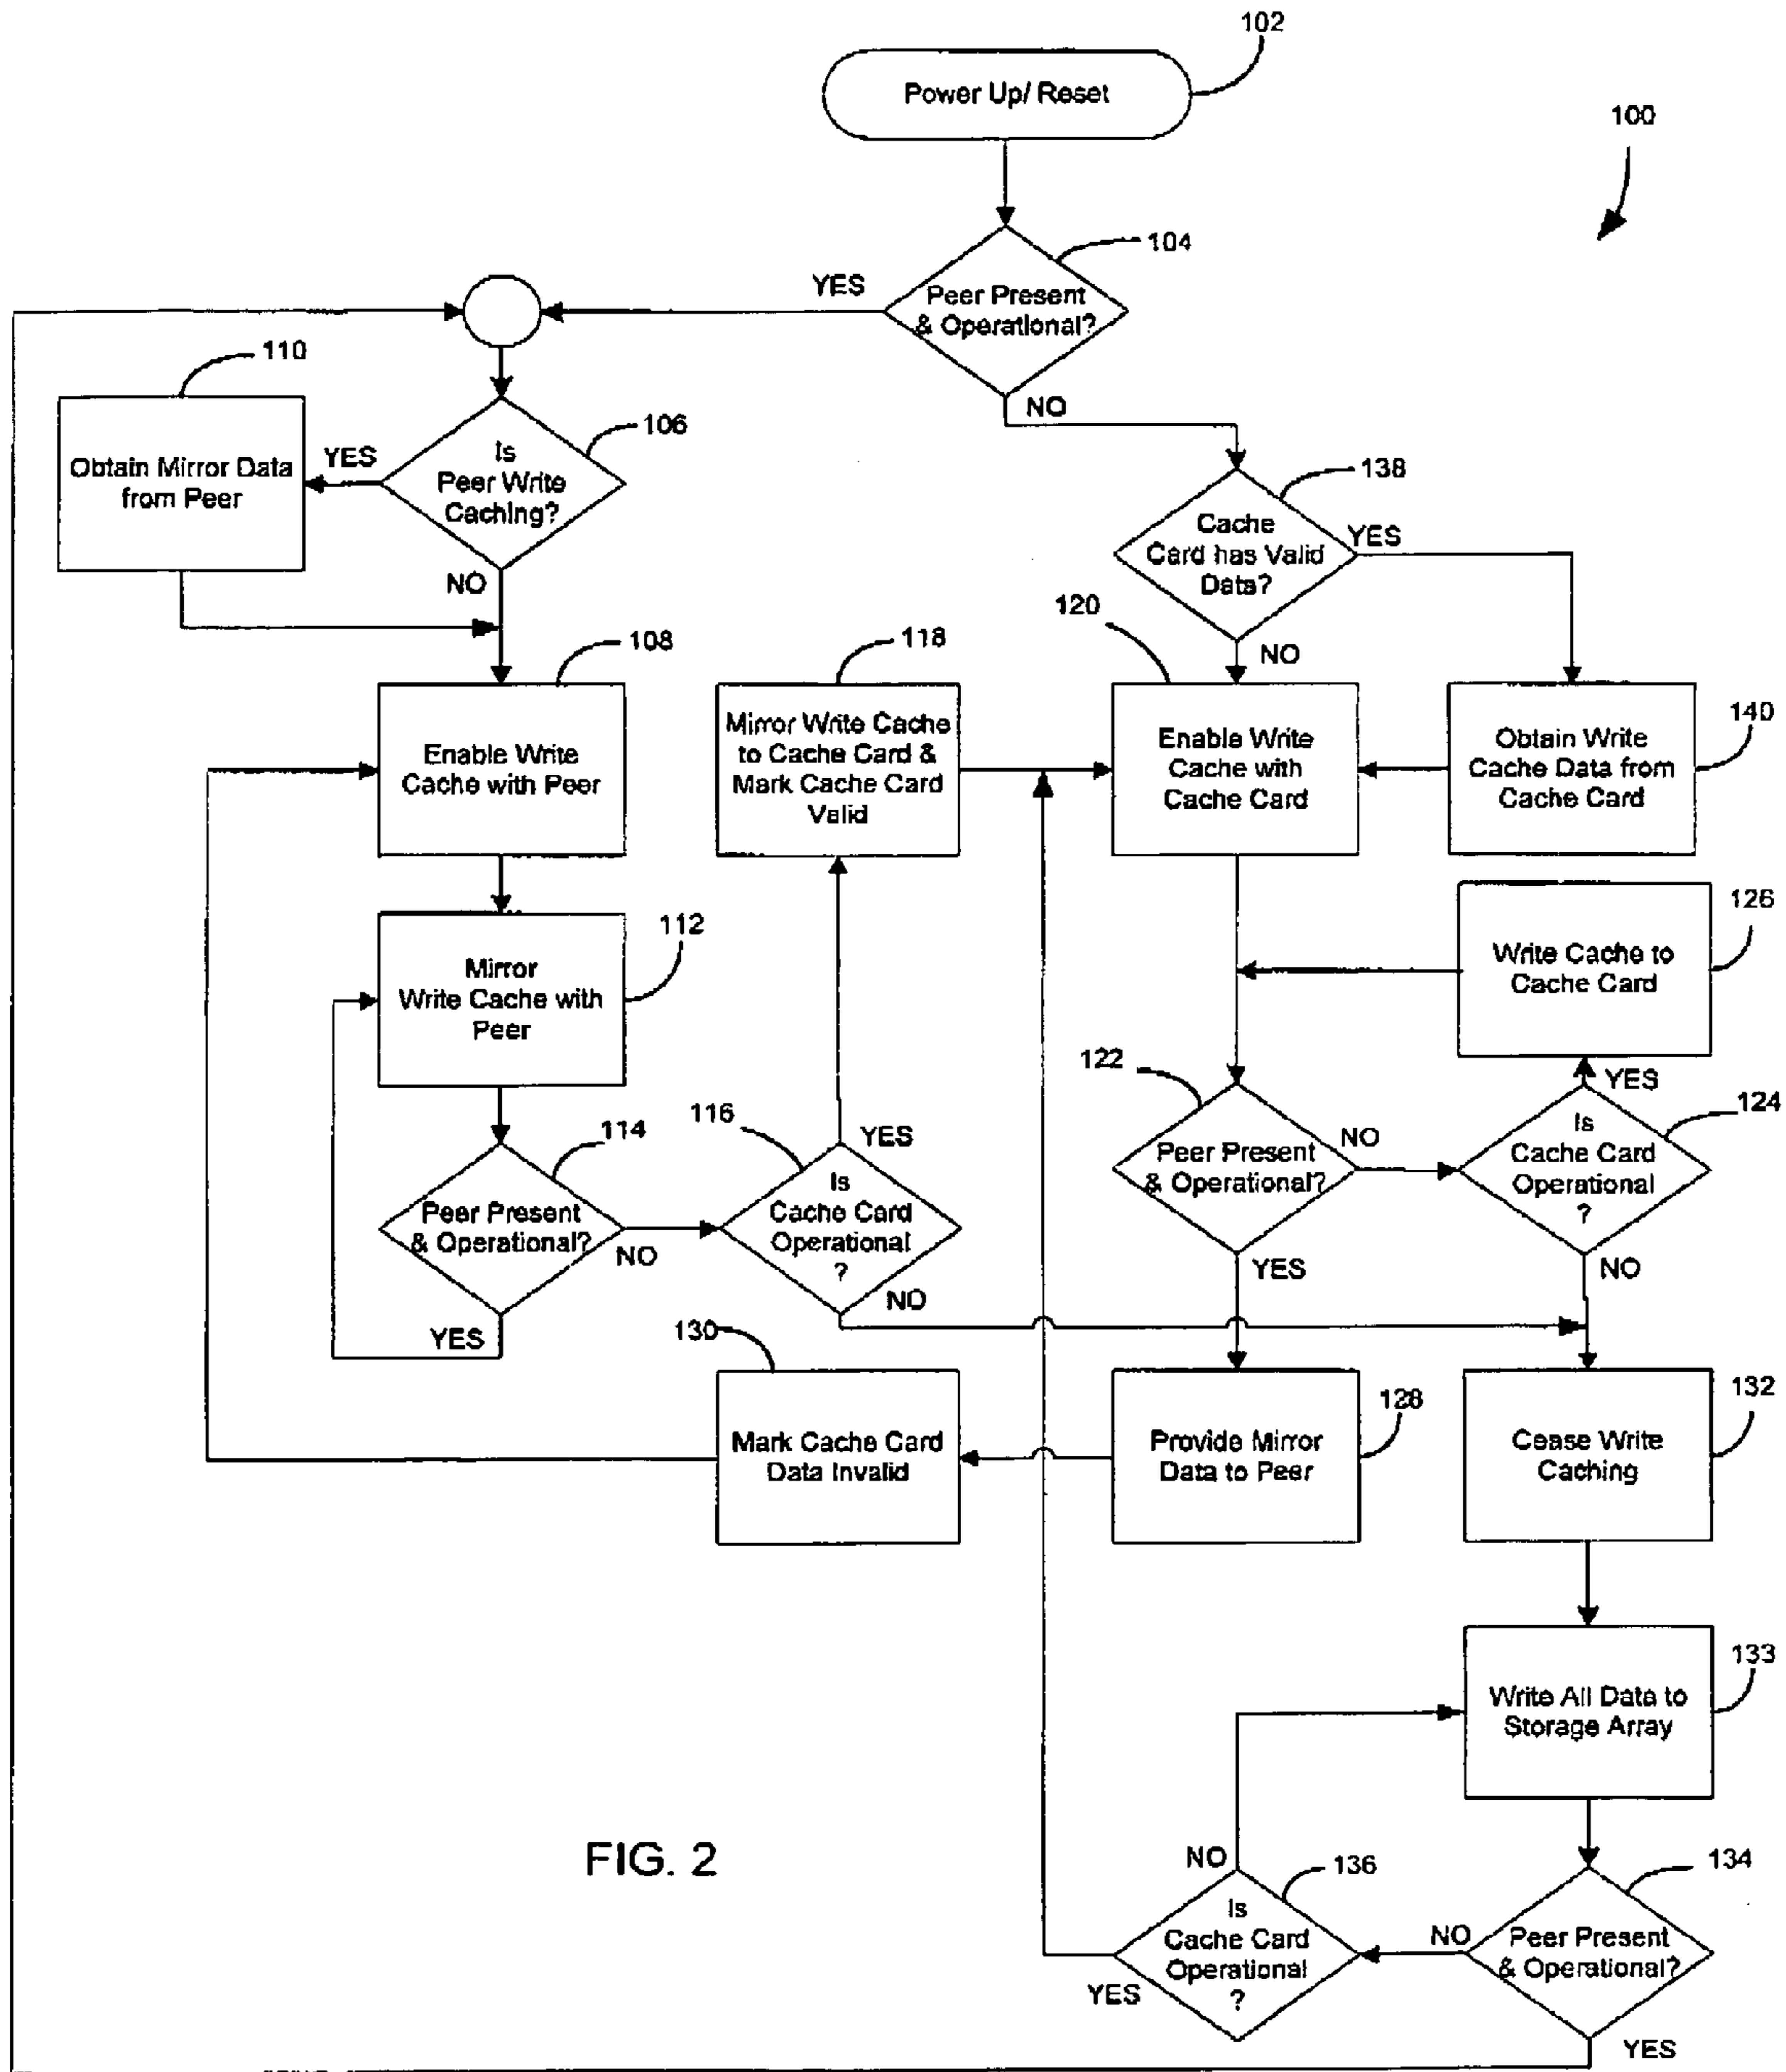 102
Power Up/ Reset
100
104
YES
Peer Present
& Operational?
NO
110
Obtain Mirror Data
from Peer
YES
106
Is
Peer Write
Caching?
NO
138
Cache
Card has Valid
Data?
YES
NO
108
Enable Write
Cache with Peer
118
Mirror Write Cache
to Cache Card &
Mark Cache Card
Valid
120
Enable Write
Cache with
Cache Card
140
Obtain Write
Cache Data from
Cache Card
112
Mirror
Write Cache with
Peer
126
Write Cache to
Cache Card
114
Peer Present
& Operational?
NO
YES
116
YES
Is
Cache Card
Operational
?
NO
122
Peer Present
& Operational?
NO
YES
YES
124
Is
Cache Card
Operational
?
NO
130
Mark Cache Card
Data Invalid
128
Provide Mirror
Data to Peer
132
Cease Write
Caching
133
Write All Data to
Storage Array
FIG. 2
NO
136
Is
Cache Card
Operational
?
YES
134
NO
Peer Present
& Operational?
YES